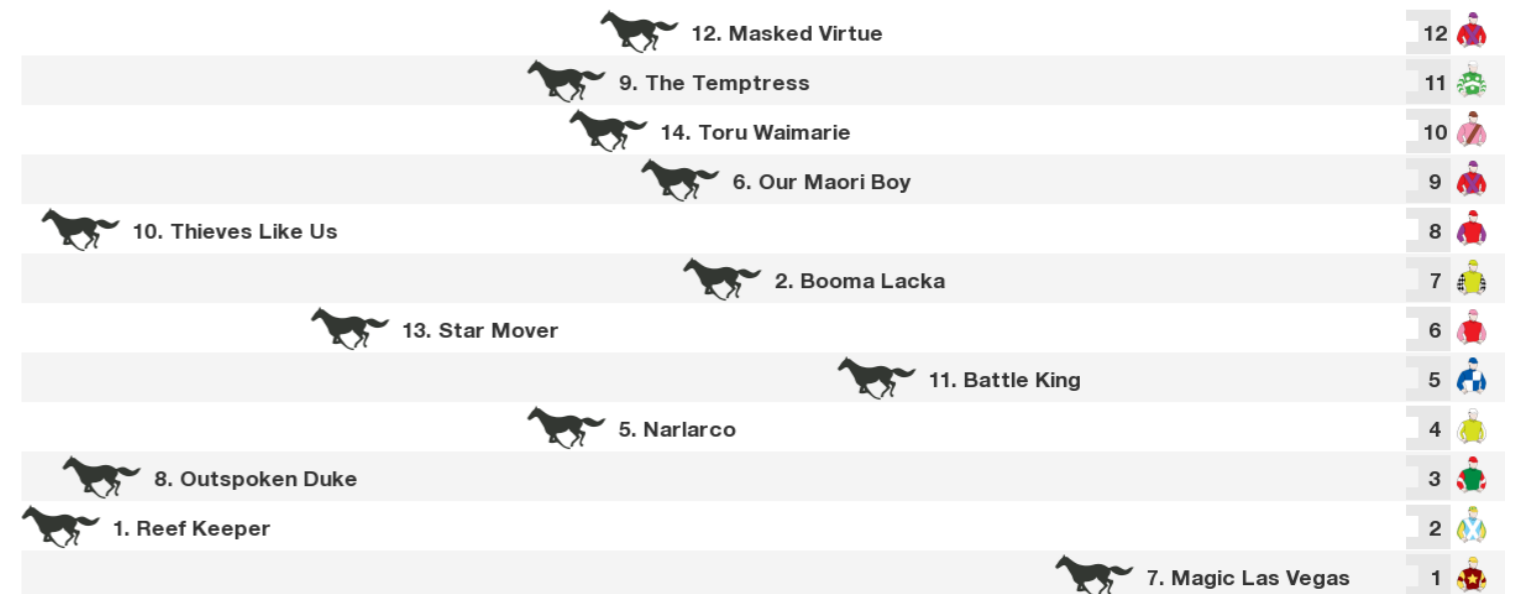 12. Masked Virtue 12
9. The Temptress 11
14. Toru Waimarie 10
6. Our Maori Boy 9
10. Thieves Like Us 8
2. Booma Lacka 7
13. Star Mover 6
11. Battle King 5
5. Narlarco 4
8. Outspoken Duke 3
1. Reef Keeper 2
7. Magic Las Vegas 1